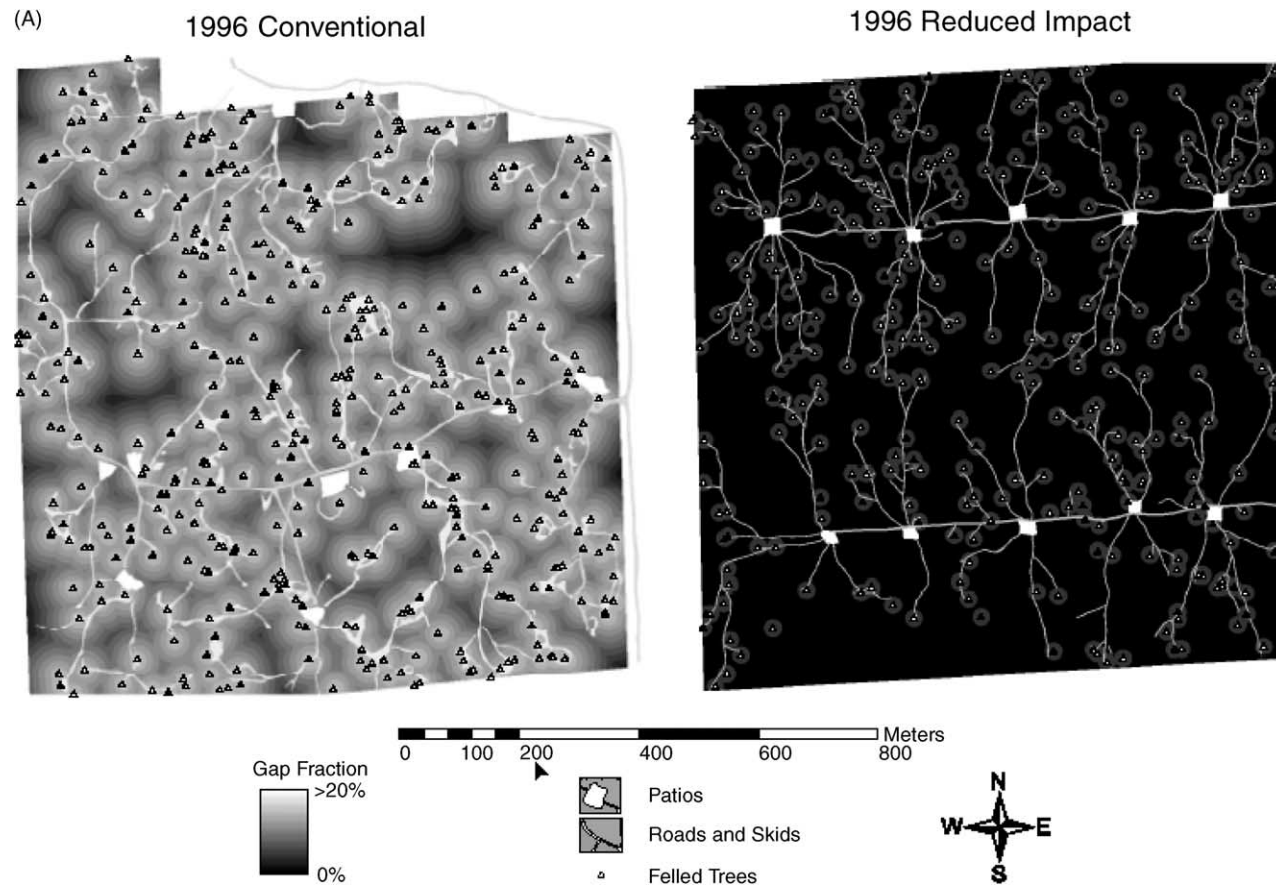 (A)
1996 Conventional
1996 Reduced Impact
Meters
0 100 200 400 600 800
Gap Fraction
>20%
0%
Patios
Roads and Skids
Felled Trees
N
W E
S